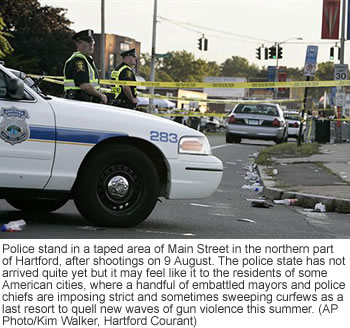 283
Police stand in a taped area of Main Street in the northern part
of Hartford, after shootings on 9 August. The police state has not
arrived quite yet but it may feel like it to the residents of some
American cities, where a handful of embattled mayors and police
chiefs are imposing strict and sometimes sweeping curfews as a
last resort to quell new waves of gun violence this summer. (AP
Photo/Kim Walker, Hartford Courant)